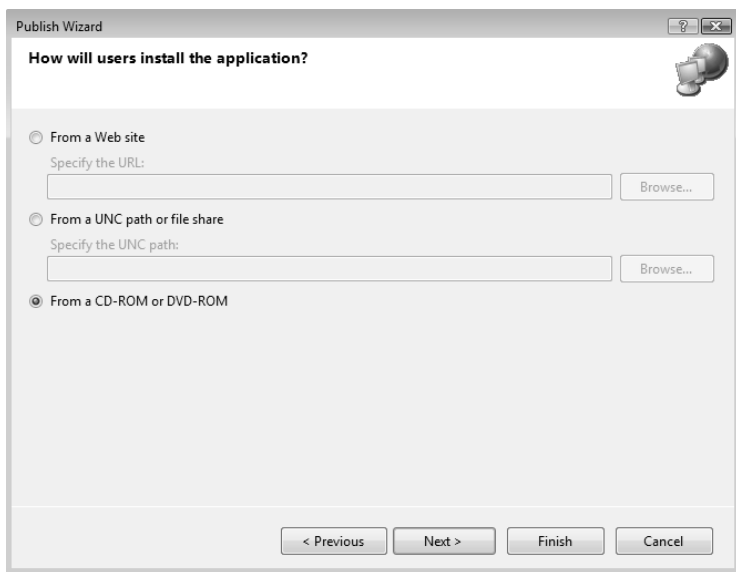 Publish Wizard
How will users install the application?
From a Web site
Specify the URL:
Browse...
From a UNC path or file share
Specify the UNC path:
Browse...
From a CD-ROM or DVD-ROM
< Previous
Next >
Finish
Cancel